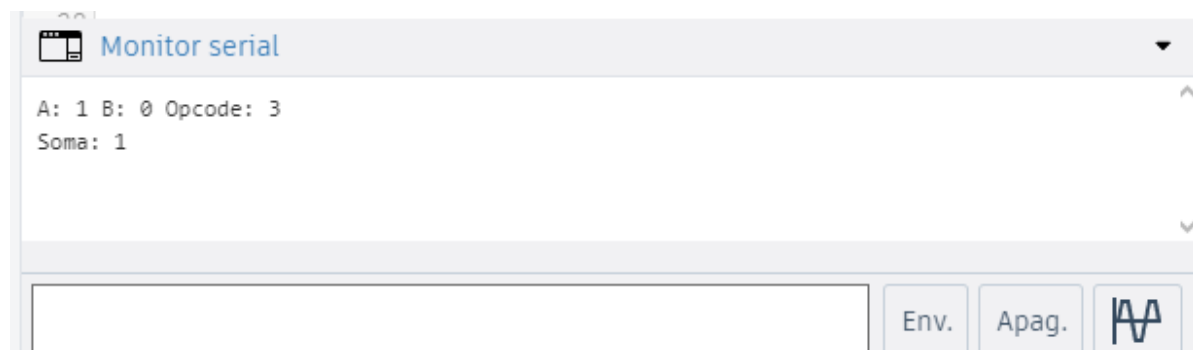 Monitor serial
A: 1 B: 0 Opcode: 3
Soma: 1
Env.
Apag.